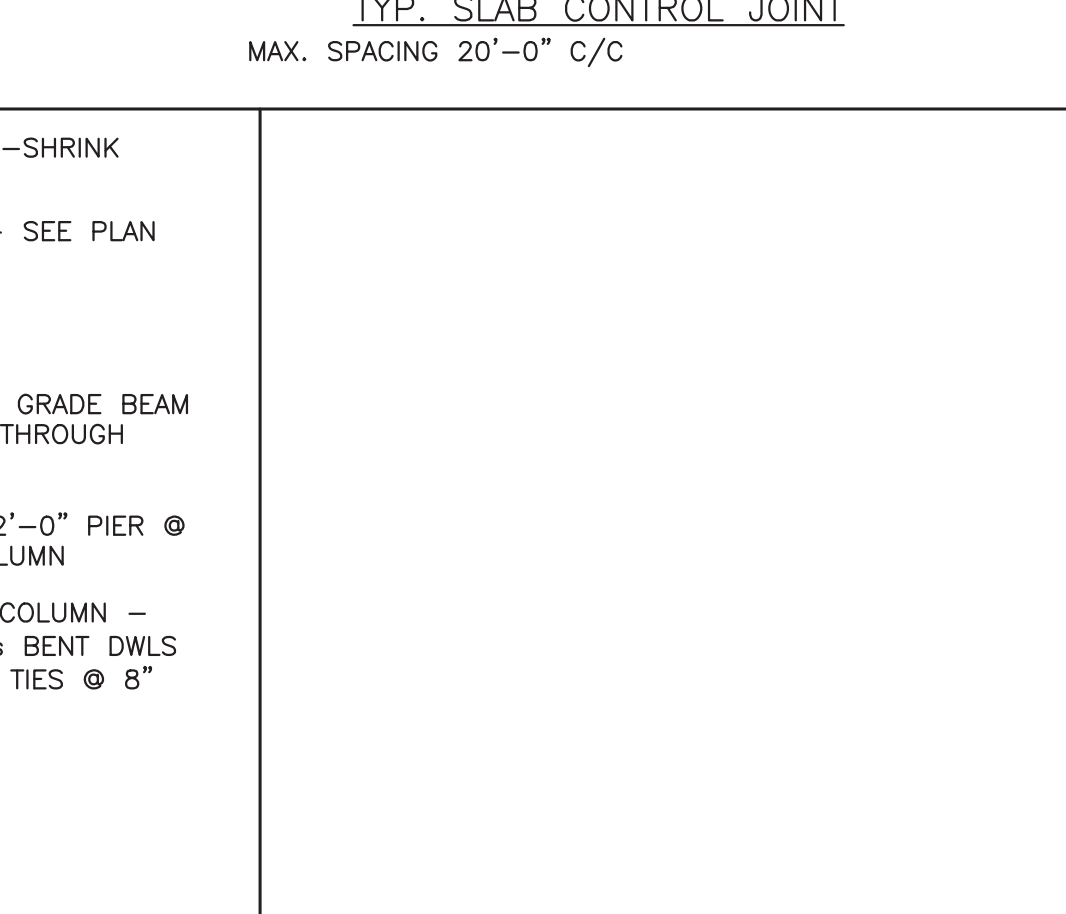 TYP. SLAB CONTROL JOINT
MAX. SPACING 20'–0" C/C
–SHRINK
– SEE PLAN
GRADE BEAM
THROUGH
2'–0" PIER @
LUMN
COLUMN –
s BENT DWLS
TIES @ 8"